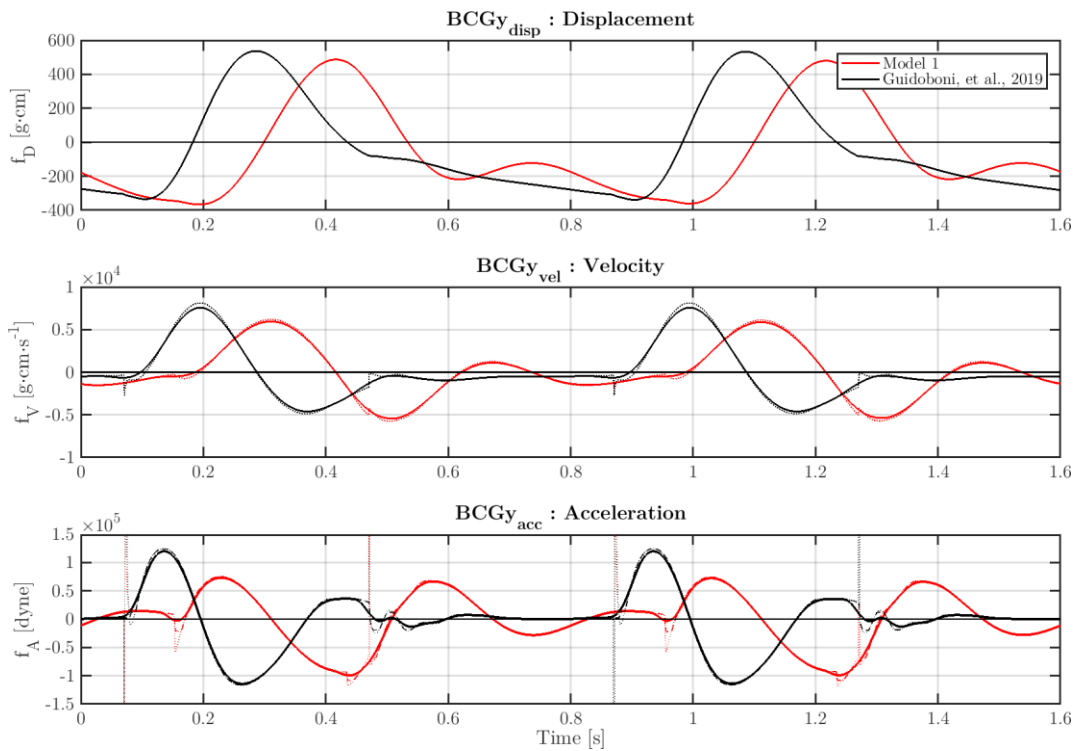 BCGy_disp : Displacement
600
400
200
0
-200
-400
f_D [g·cm]
Model 1
Guidoboni, et al., 2019
0 0.2 0.4 0.6 0.8 1 1.2 1.4 1.6
BCGy_vel : Velocity
×10^4
1
0.5
0
-0.5
-1
f_V [g·cm·s^-1]
0 0.2 0.4 0.6 0.8 1 1.2 1.4 1.6
BCGy_acc : Acceleration
×10^5
1.5
1
0.5
0
-0.5
-1
-1.5
f_A [dyne]
0 0.2 0.4 0.6 0.8 1 1.2 1.4 1.6
Time [s]